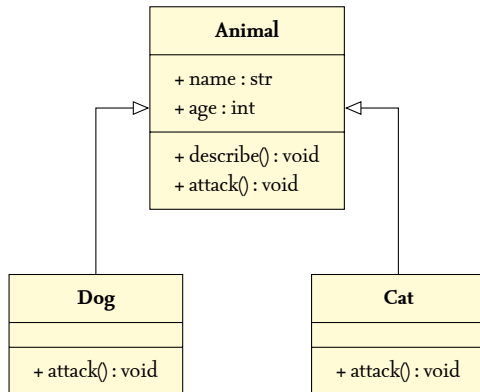 Animal
+ name : str
+ age : int
+ describe() : void
+ attack() : void
Dog
+ attack() : void
Cat
+ attack() : void